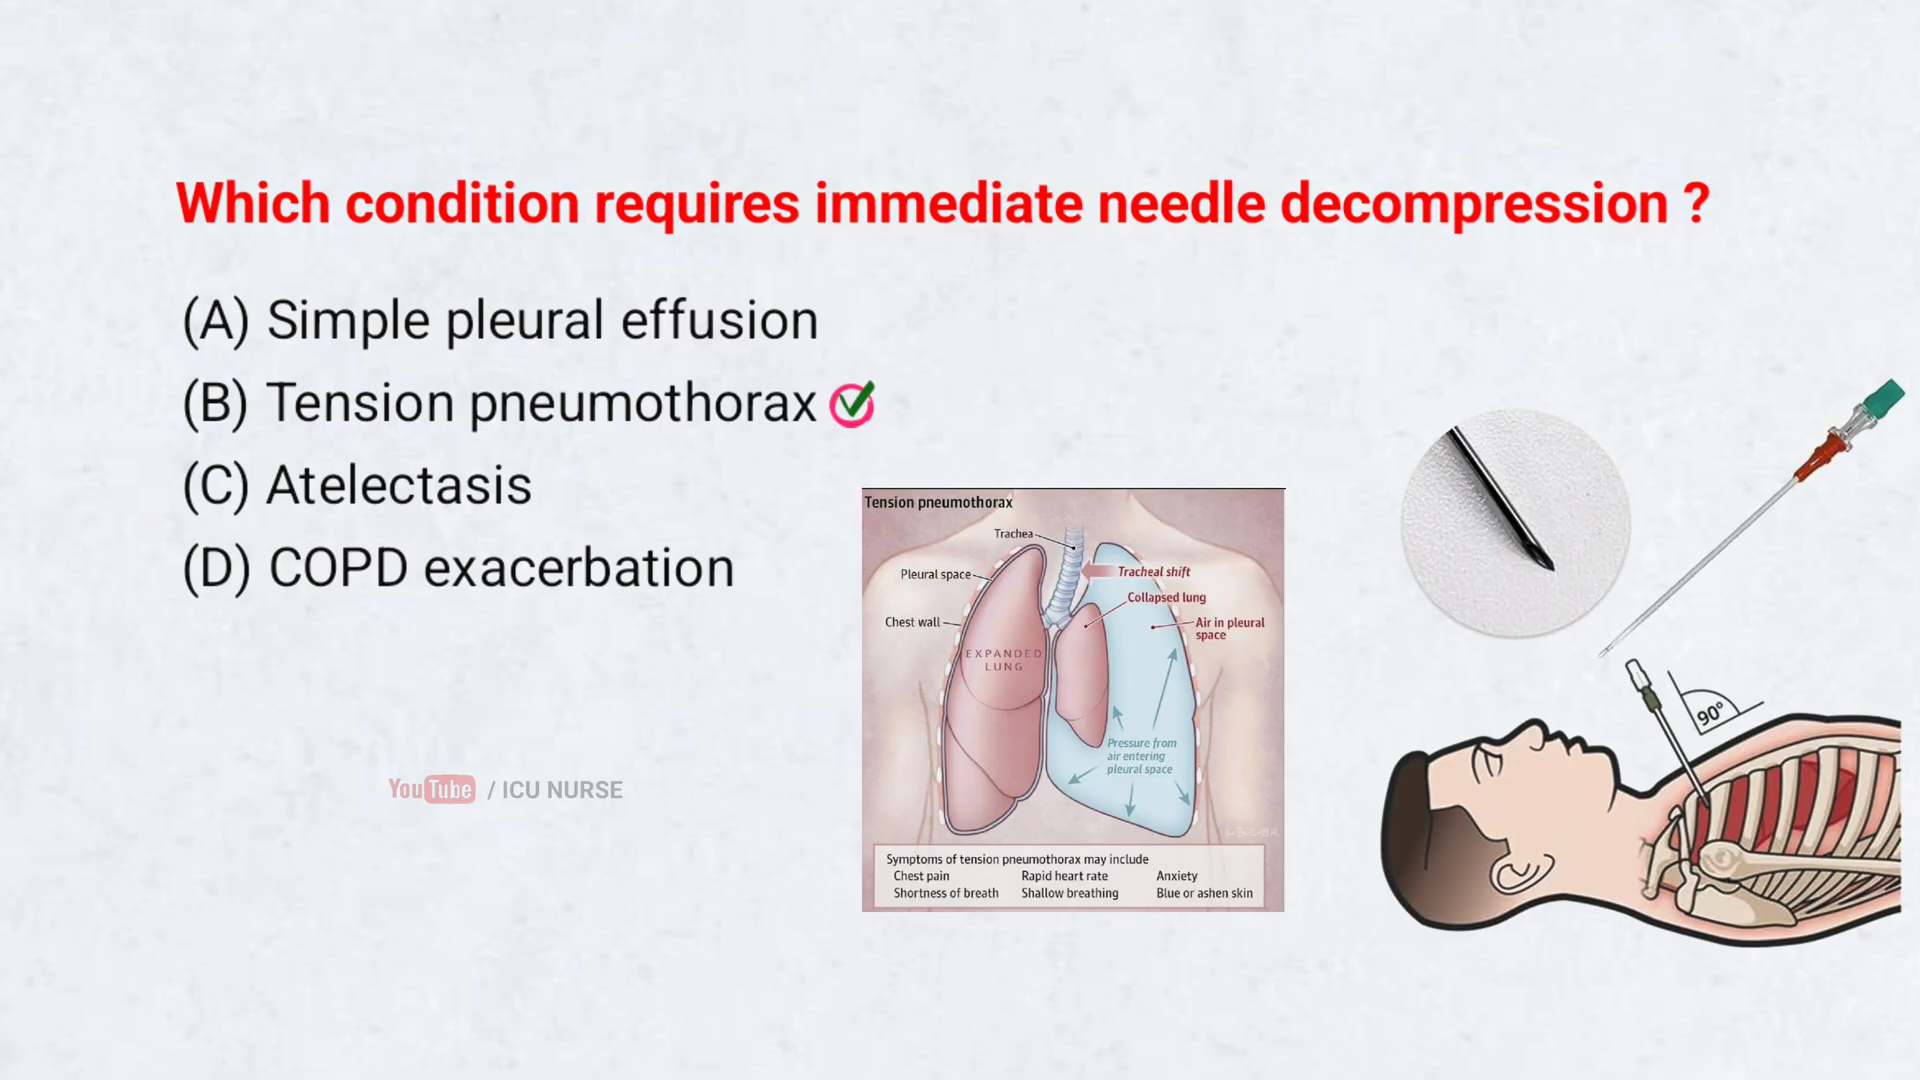 Which condition requires immediate needle decompression ?
(A) Simple pleural effusion
(B) Tension pneumothorax
(C) Atelectasis
(D) COPD exacerbation
YouTube / ICU NURSE
Tension pneumothorax
Trachea
Pleural space
Chest wall
EXPANDED
LUNG
Tracheal shift
Collapsed lung
Air in pleural
space
Pressure from
air entering
pleural space
K. BUCHER
Symptoms of tension pneumothorax may include
Chest pain Rapid heart rate Anxiety
Shortness of breath Shallow breathing Blue or ashen skin
90°